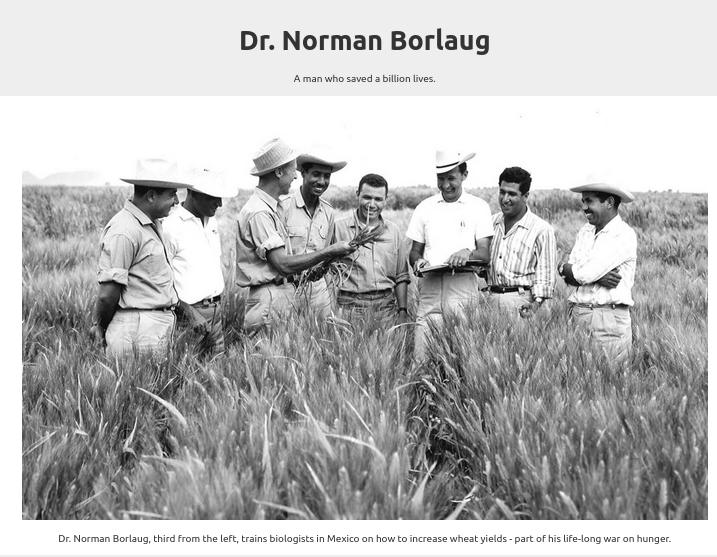 Dr. Norman Borlaug
A man who saved a billion lives.
Dr. Norman Borlaug, third from the left, trains biologists in Mexico on how to increase wheat yields - part of his life-long war on hunger.